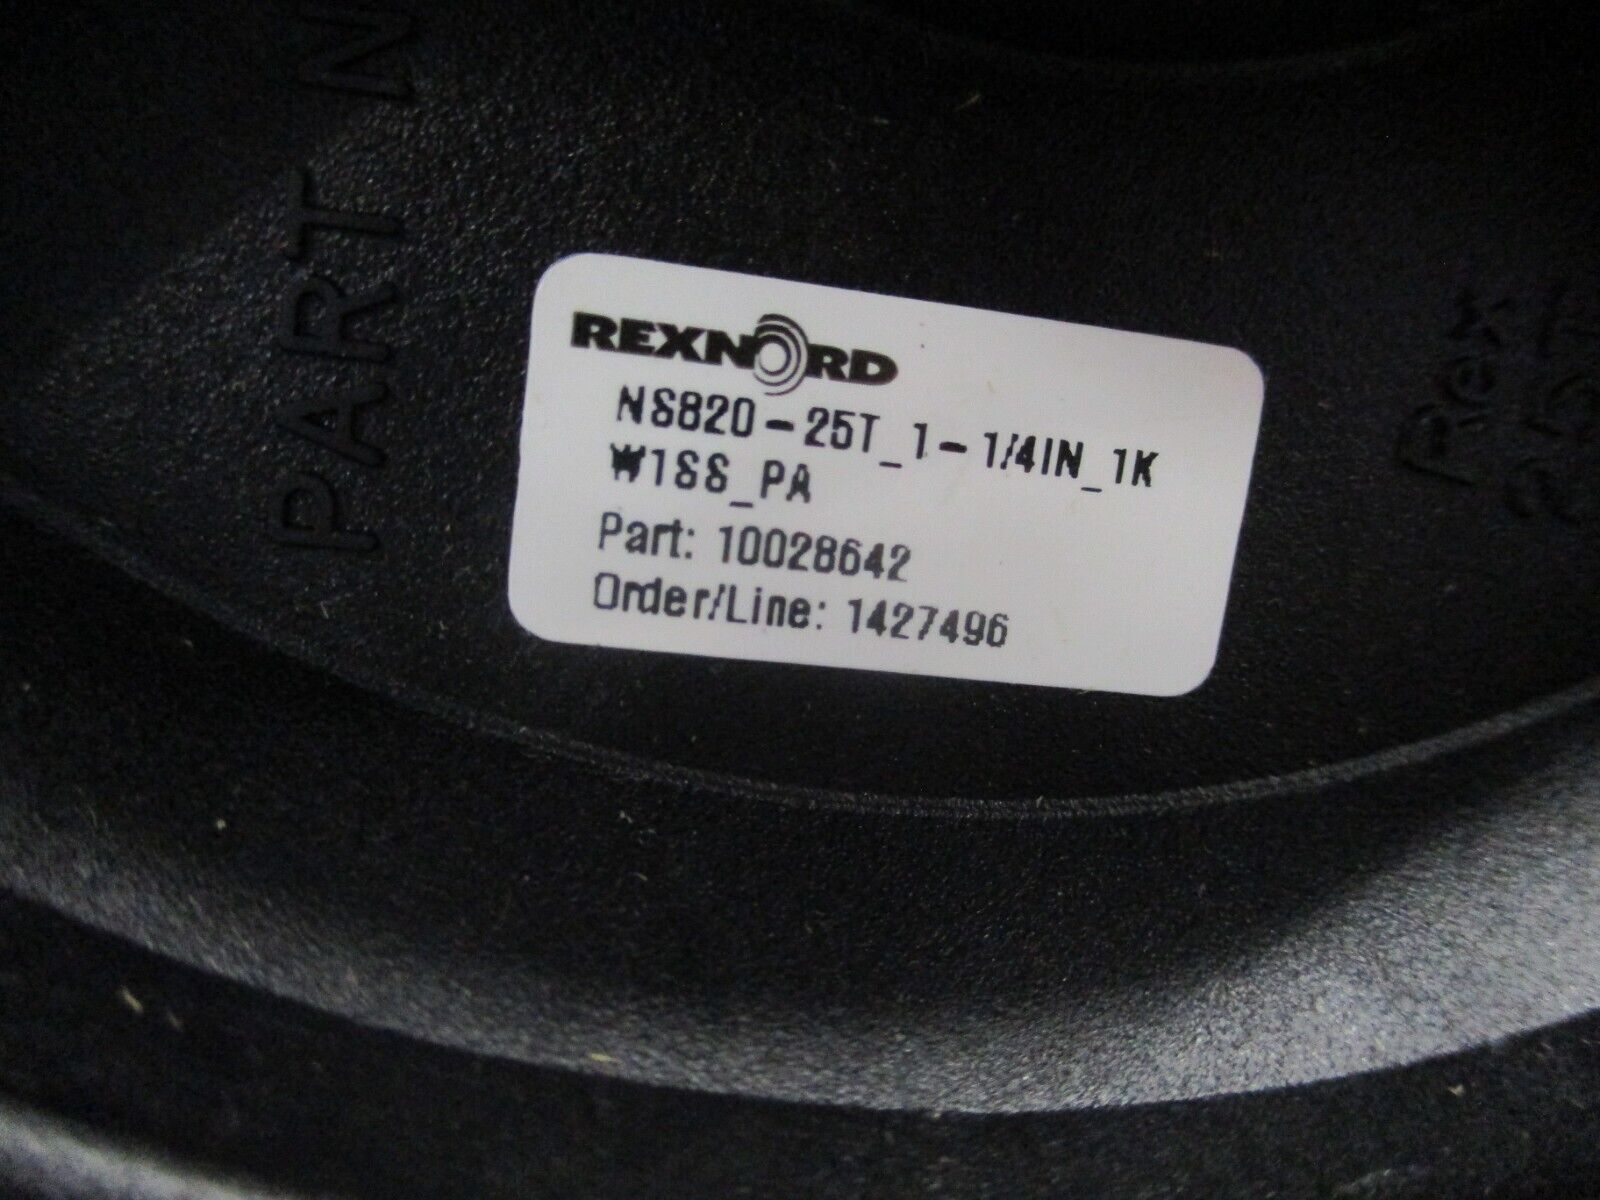 PART N
REXNORD
NS820-25T_1-1/4IN_1K
W1SS_PA
Part: 10028642
Order/Line: 1427496
Rex